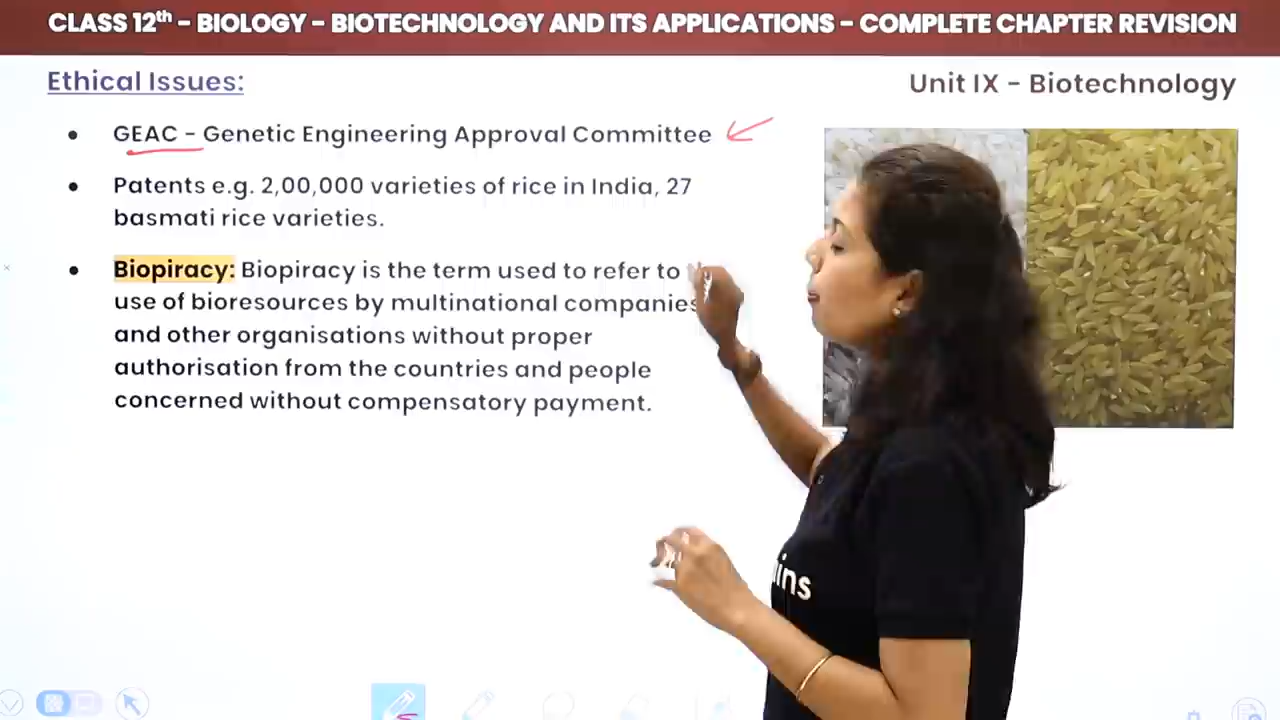 CLASS 12th – BIOLOGY – BIOTECHNOLOGY AND ITS APPLICATIONS – COMPLETE CHAPTER REVISION
Ethical Issues:
Unit IX – Biotechnology
• GEAC - Genetic Engineering Approval Committee
• Patents e.g. 2,00,000 varieties of rice in India, 27
basmati rice varieties.
• Biopiracy: Biopiracy is the term used to refer to
use of bioresources by multinational companies
and other organisations without proper
authorisation from the countries and people
concerned without compensatory payment.